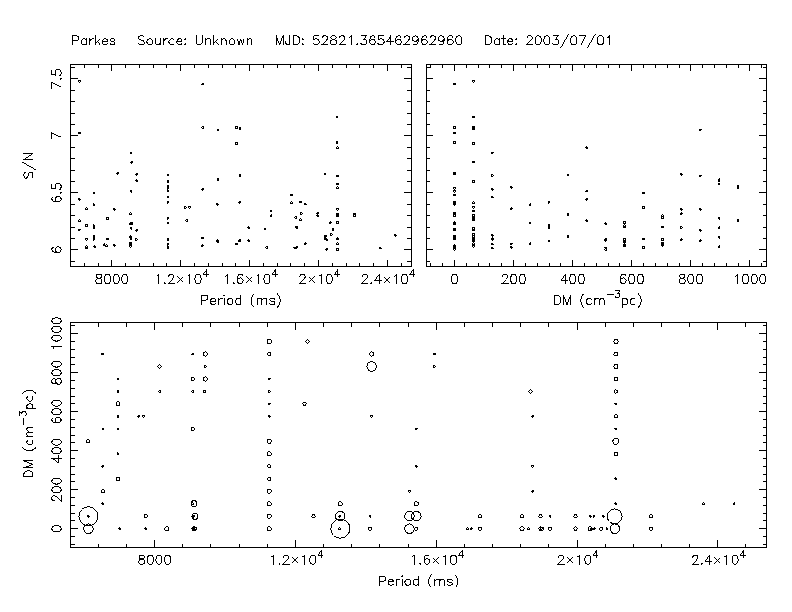 Parkes Source: Unknown MJD: 52821.365462962960 Date: 2003/07/01
S/N
7.5
7
6.5
6
8000 1.2×10⁴ 1.6×10⁴ 2×10⁴ 2.4×10⁴
Period (ms)
0 200 400 600 800 1000
DM (cm⁻³pc)
DM (cm⁻³pc)
1000
800
600
400
200
0
8000 1.2×10⁴ 1.6×10⁴ 2×10⁴ 2.4×10⁴
Period (ms)